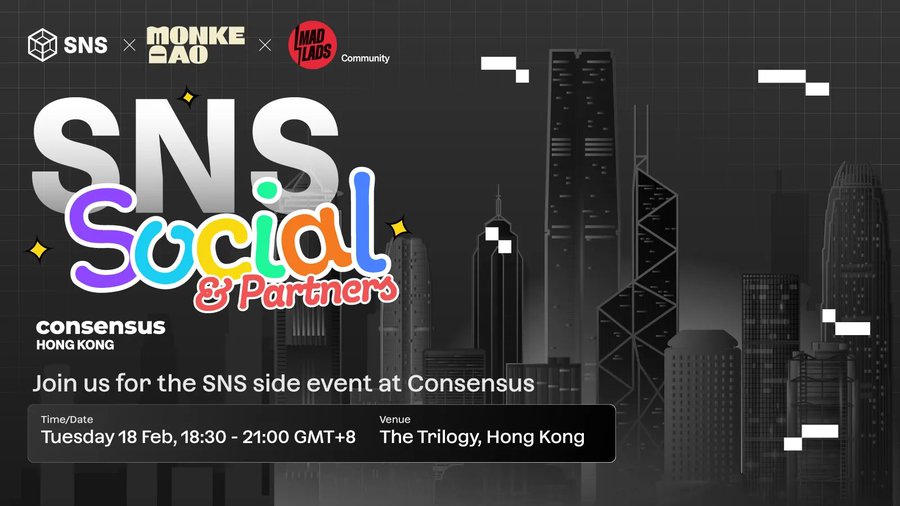 SNS × MONKE DAO × MAD LADS Community
SNS
Social
& Partners
consensus
HONG KONG
Join us for the SNS side event at Consensus
Time/Date
Tuesday 18 Feb, 18:30 - 21:00 GMT+8
Venue
The Trilogy, Hong Kong